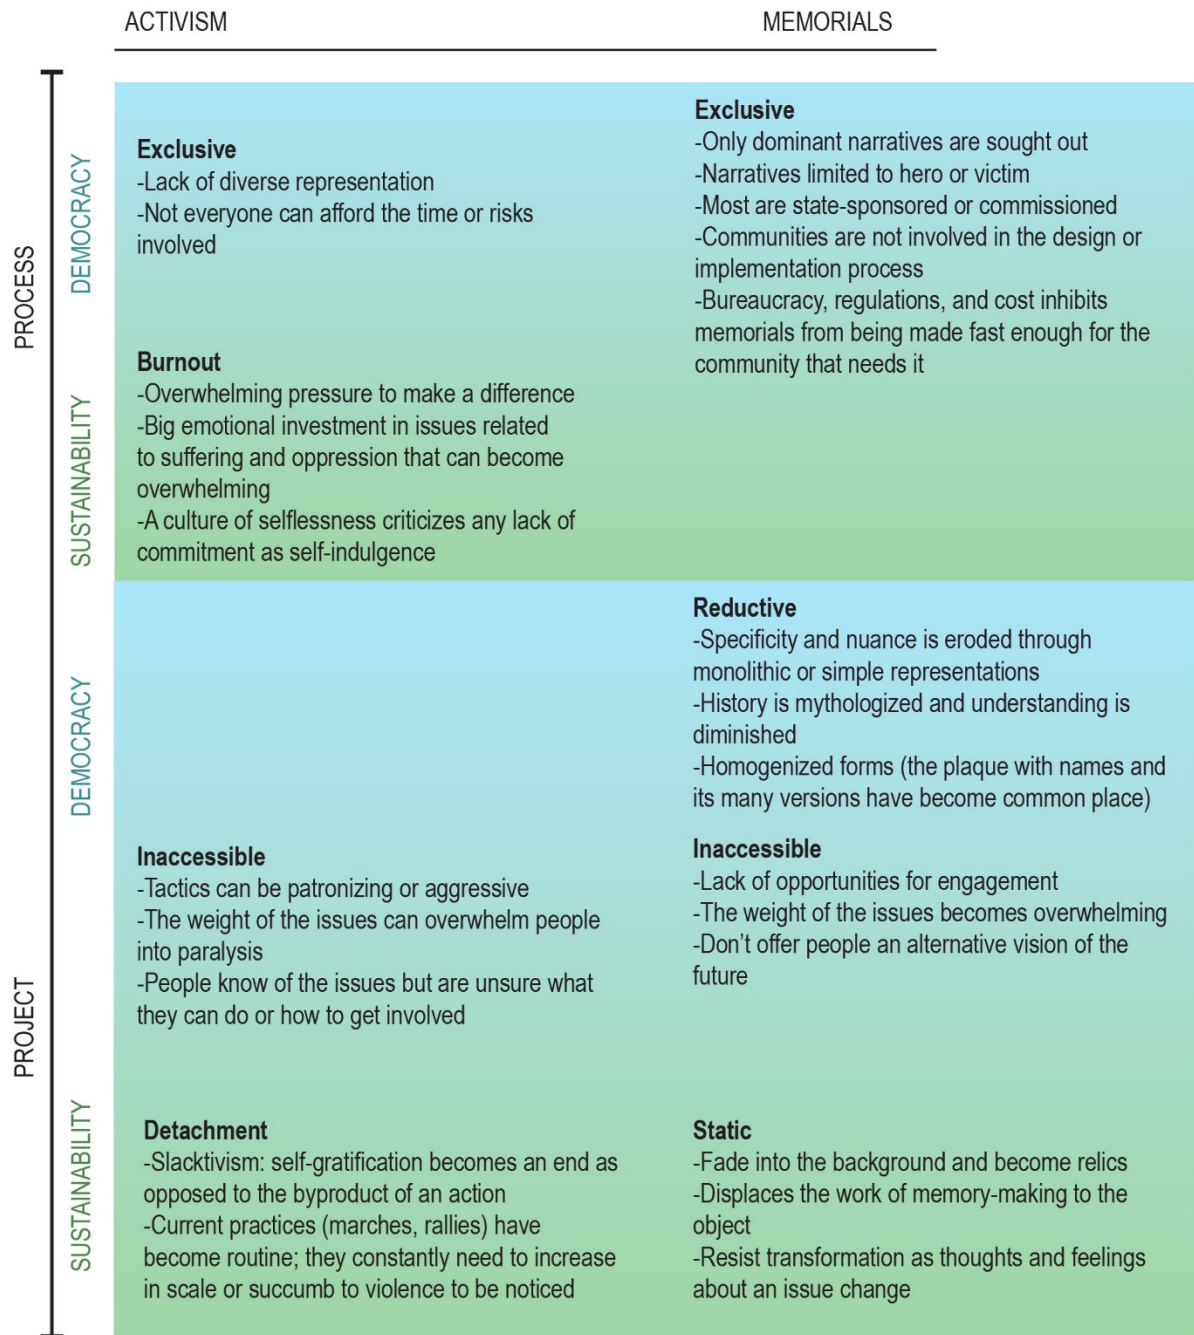 ACTIVISM
MEMORIALS
PROCESS
DEMOCRACY
Exclusive
-Lack of diverse representation
-Not everyone can afford the time or risks
involved
Exclusive
-Only dominant narratives are sought out
-Narratives limited to hero or victim
-Most are state-sponsored or commissioned
-Communities are not involved in the design or
implementation process
-Bureaucracy, regulations, and cost inhibits
memorials from being made fast enough for the
community that needs it
SUSTAINABILITY
Burnout
-Overwhelming pressure to make a difference
-Big emotional investment in issues related
to suffering and oppression that can become
overwhelming
-A culture of selflessness criticizes any lack of
commitment as self-indulgence
PROJECT
DEMOCRACY
Reductive
-Specificity and nuance is eroded through
monolithic or simple representations
-History is mythologized and understanding is
diminished
-Homogenized forms (the plaque with names and
its many versions have become common place)
Inaccessible
-Tactics can be patronizing or aggressive
-The weight of the issues can overwhelm people
into paralysis
-People know of the issues but are unsure what
they can do or how to get involved
Inaccessible
-Lack of opportunities for engagement
-The weight of the issues becomes overwhelming
-Don’t offer people an alternative vision of the
future
SUSTAINABILITY
Detachment
-Slacktivism: self-gratification becomes an end as
opposed to the byproduct of an action
-Current practices (marches, rallies) have
become routine; they constantly need to increase
in scale or succumb to violence to be noticed
Static
-Fade into the background and become relics
-Displaces the work of memory-making to the
object
-Resist transformation as thoughts and feelings
about an issue change